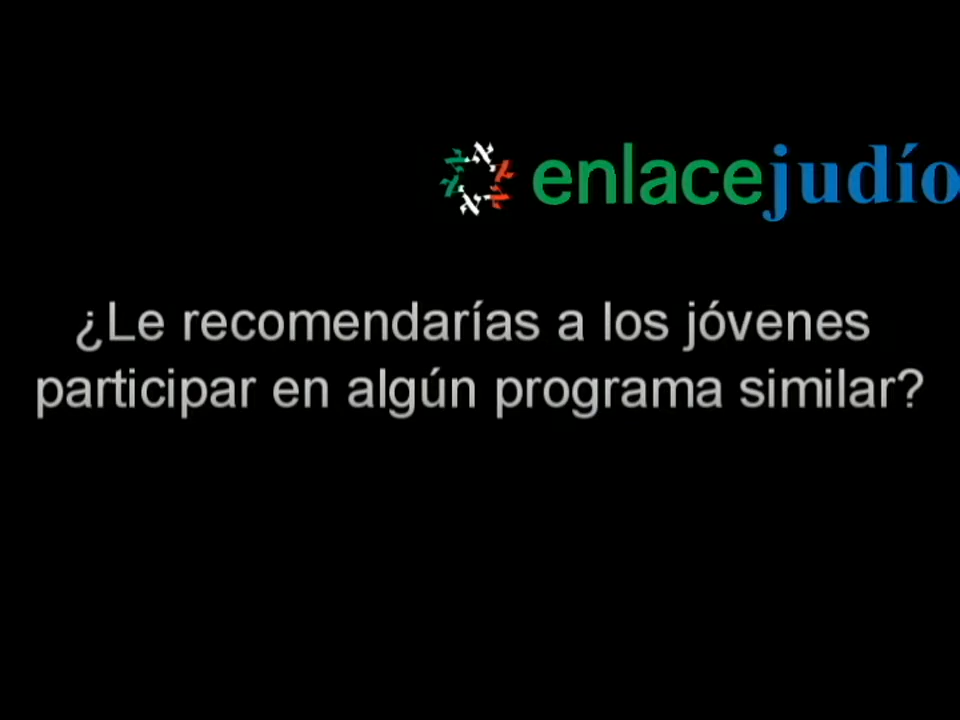 enlacejudío
¿Le recomendarías a los jóvenes
participar en algún programa similar?